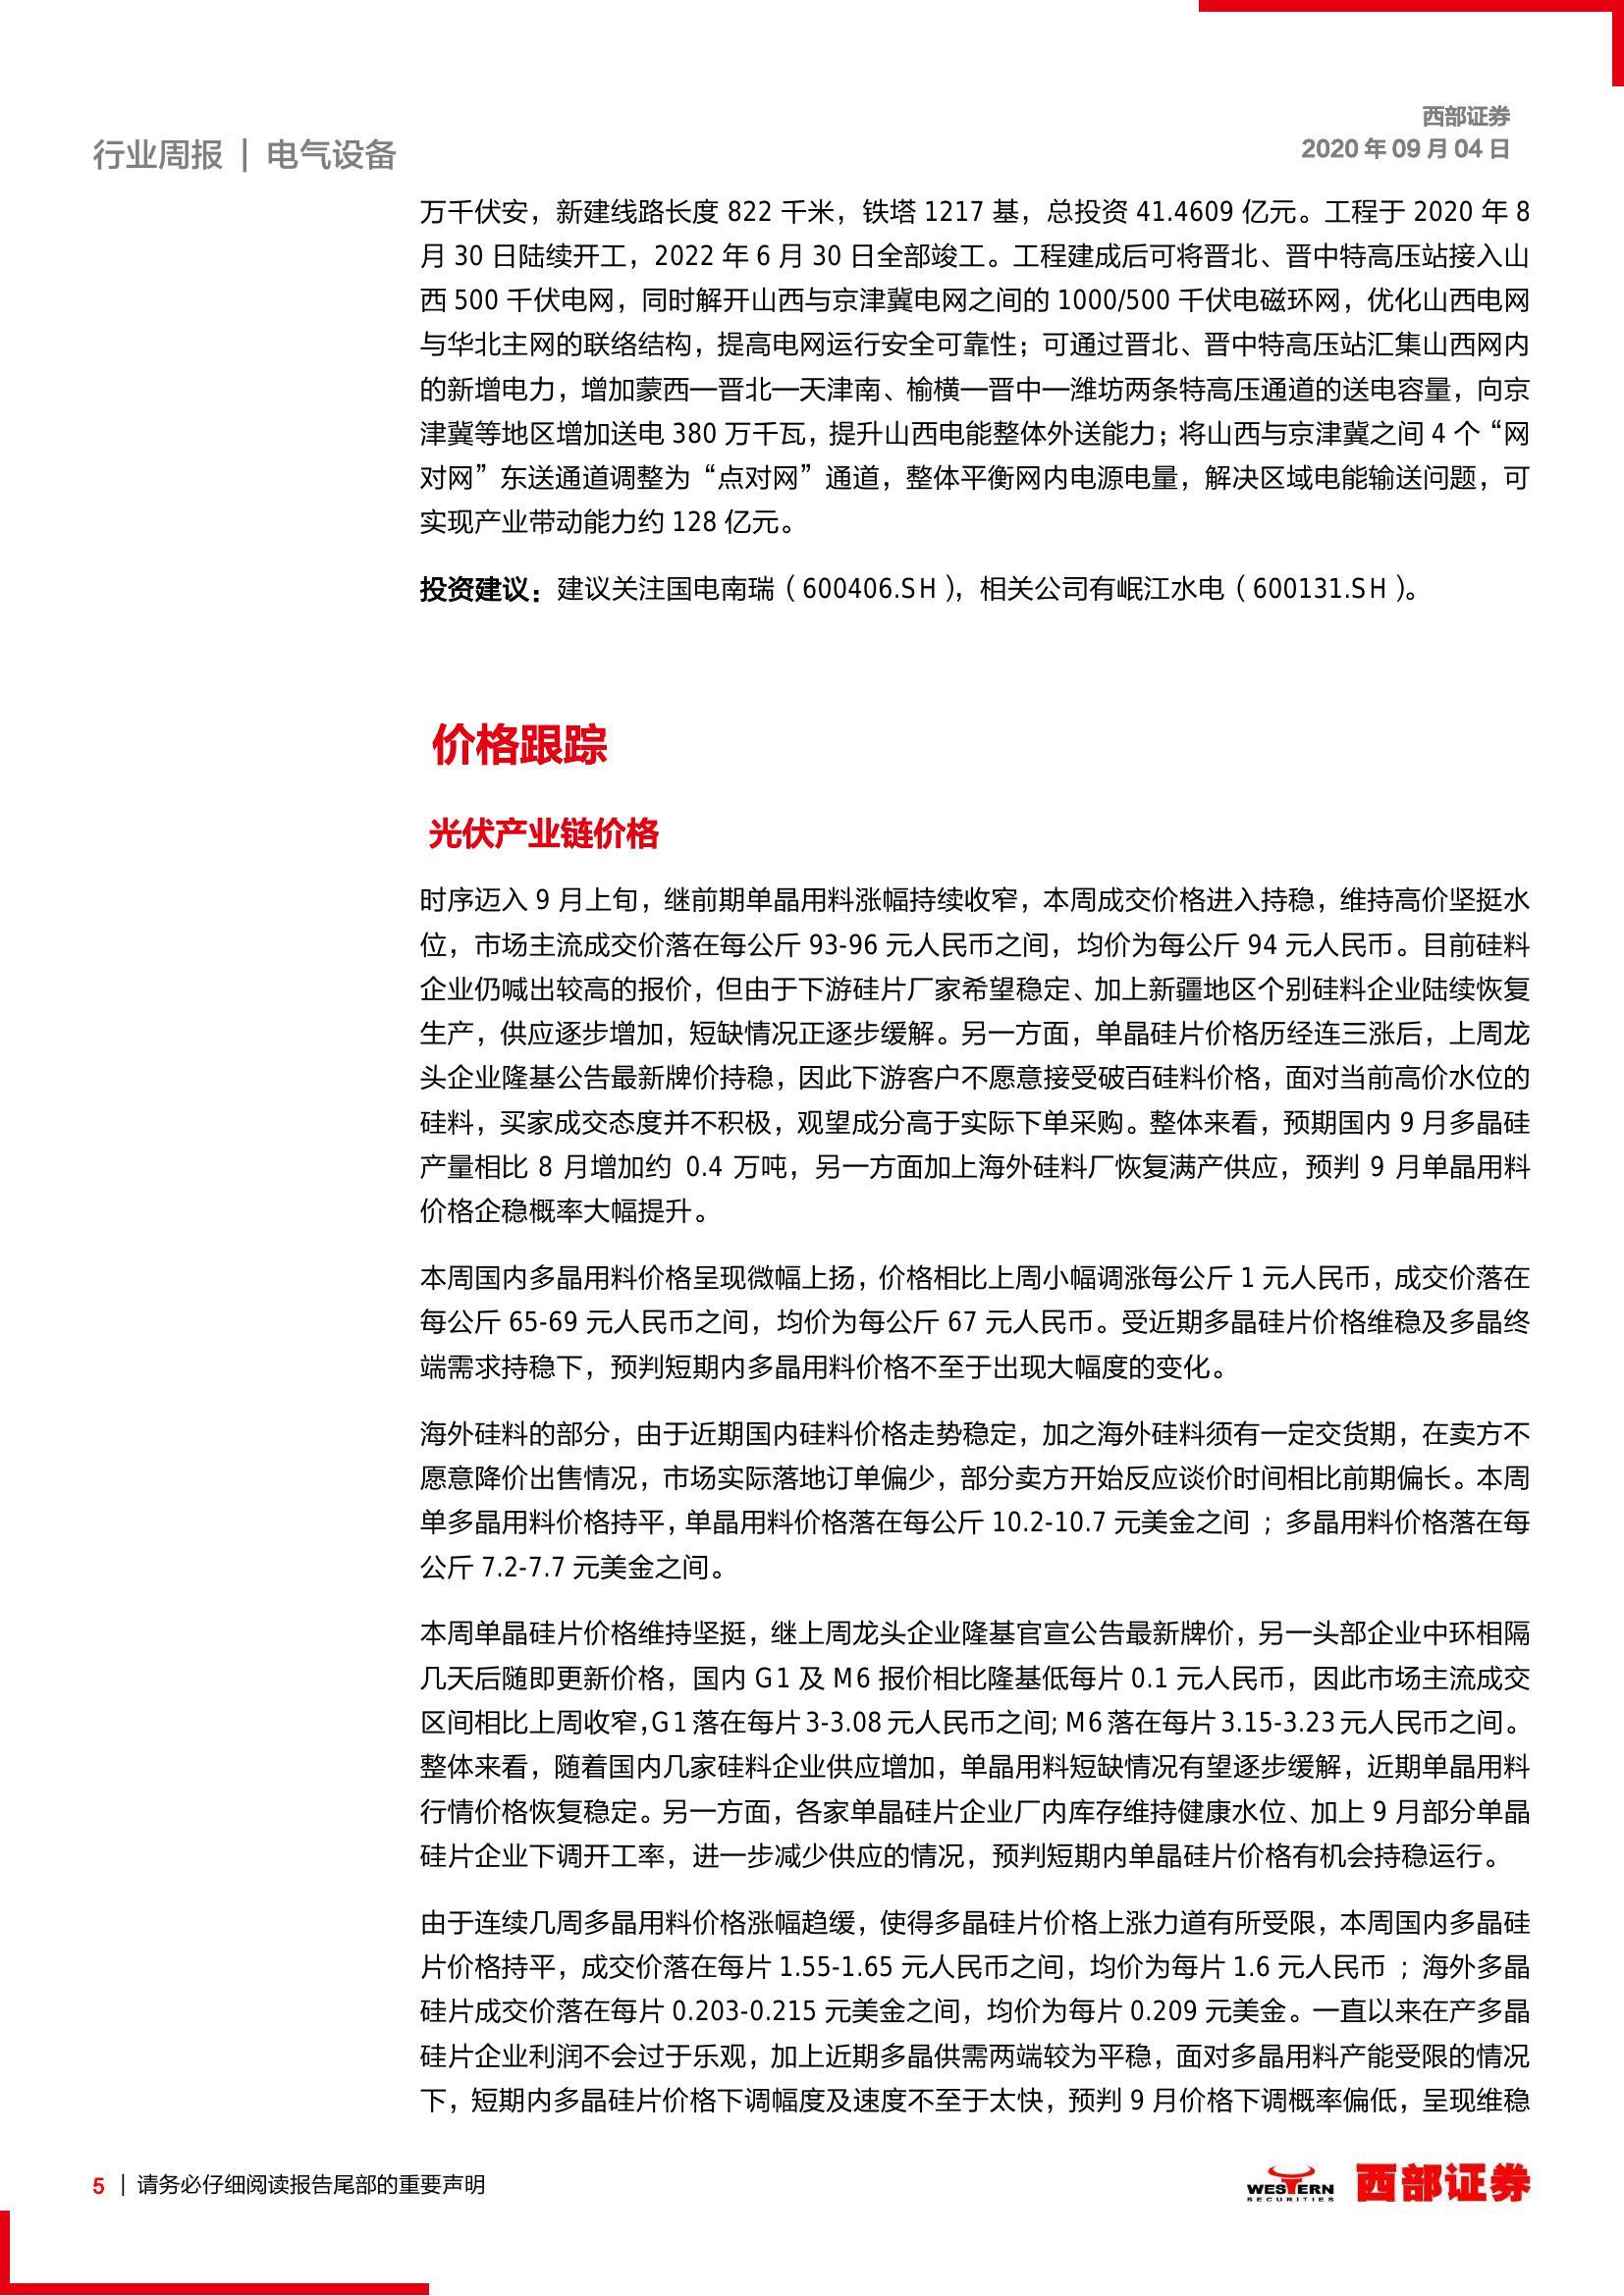 西部证券
行业周报 | 电气设备
2020 年 09 月 04 日
万千伏安，新建线路长度 822 千米，铁塔 1217 基，总投资 41.4609 亿元。工程于 2020 年 8
月 30 日陆续开工，2022 年 6 月 30 日全部竣工。工程建成后可将晋北、晋中特高压站接入山
西 500 千伏电网，同时解开山西与京津冀电网之间的 1000/500 千伏电磁环网，优化山西电网
与华北主网的联络结构，提高电网运行安全可靠性；可通过晋北、晋中特高压站汇集山西网内
的新增电力，增加蒙西—晋北—天津南、榆横—晋中—潍坊两条特高压通道的送电容量，向京
津冀等地区增加送电 380 万千瓦，提升山西电能整体外送能力；将山西与京津冀之间 4 个“网
对网”东送通道调整为“点对网”通道，整体平衡网内电源电量，解决区域电能输送问题，可
实现产业带动能力约 128 亿元。
投资建议：建议关注国电南瑞（600406.SH），相关公司有岷江水电（600131.SH）。
价格跟踪
光伏产业链价格
时序迈入 9 月上旬，继前期单晶用料涨幅持续收窄，本周成交价格进入持稳，维持高价坚挺水
位，市场主流成交价落在每公斤 93-96 元人民币之间，均价为每公斤 94 元人民币。目前硅料
企业仍喊出较高的报价，但由于下游硅片厂家希望稳定、加上新疆地区个别硅料企业陆续恢复
生产，供应逐步增加，短缺情况正逐步缓解。另一方面，单晶硅片价格历经连三涨后，上周龙
头企业隆基公告最新牌价持稳，因此下游客户不愿意接受破百硅料价格，面对当前高价水位的
硅料，买家成交态度并不积极，观望成分高于实际下单采购。整体来看，预期国内 9 月多晶硅
产量相比 8 月增加约 0.4 万吨，另一方面加上海外硅料厂恢复满产供应，预判 9 月单晶用料
价格企稳概率大幅提升。
本周国内多晶用料价格呈现微幅上扬，价格相比上周小幅调涨每公斤 1 元人民币，成交价落在
每公斤 65-69 元人民币之间，均价为每公斤 67 元人民币。受近期多晶硅片价格维稳及多晶终
端需求持稳下，预判短期内多晶用料价格不至于出现大幅度的变化。
海外硅料的部分，由于近期国内硅料价格走势稳定，加之海外硅料须有一定交货期，在卖方不
愿意降价出售情况，市场实际落地订单偏少，部分卖方开始反应谈价时间相比前期偏长。本周
单多晶用料价格持平，单晶用料价格落在每公斤 10.2-10.7 元美金之间 ；多晶用料价格落在每
公斤 7.2-7.7 元美金之间。
本周单晶硅片价格维持坚挺，继上周龙头企业隆基官宣公告最新牌价，另一头部企业中环相隔
几天后随即更新价格，国内 G1 及 M6 报价相比隆基低每片 0.1 元人民币，因此市场主流成交
区间相比上周收窄，G1 落在每片 3-3.08 元人民币之间；M6 落在每片 3.15-3.23 元人民币之间。
整体来看，随着国内几家硅料企业供应增加，单晶用料短缺情况有望逐步缓解，近期单晶用料
行情价格恢复稳定。另一方面，各家单晶硅片企业厂内库存维持健康水位、加上 9 月部分单晶
硅片企业下调开工率，进一步减少供应的情况，预判短期内单晶硅片价格有机会持稳运行。
由于连续几周多晶用料价格涨幅趋缓，使得多晶硅片价格上涨力道有所受限，本周国内多晶硅
片价格持平，成交价落在每片 1.55-1.65 元人民币之间，均价为每片 1.6 元人民币 ；海外多晶
硅片成交价落在每片 0.203-0.215 元美金之间，均价为每片 0.209 元美金。一直以来在产多晶
硅片企业利润不会过于乐观，加上近期多晶供需两端较为平稳，面对多晶用料产能受限的情况
下，短期内多晶硅片价格下调幅度及速度不至于太快，预判 9 月价格下调概率偏低，呈现维稳
5 | 请务必仔细阅读报告尾部的重要声明
WESTERN
SECURITIES
西部证券